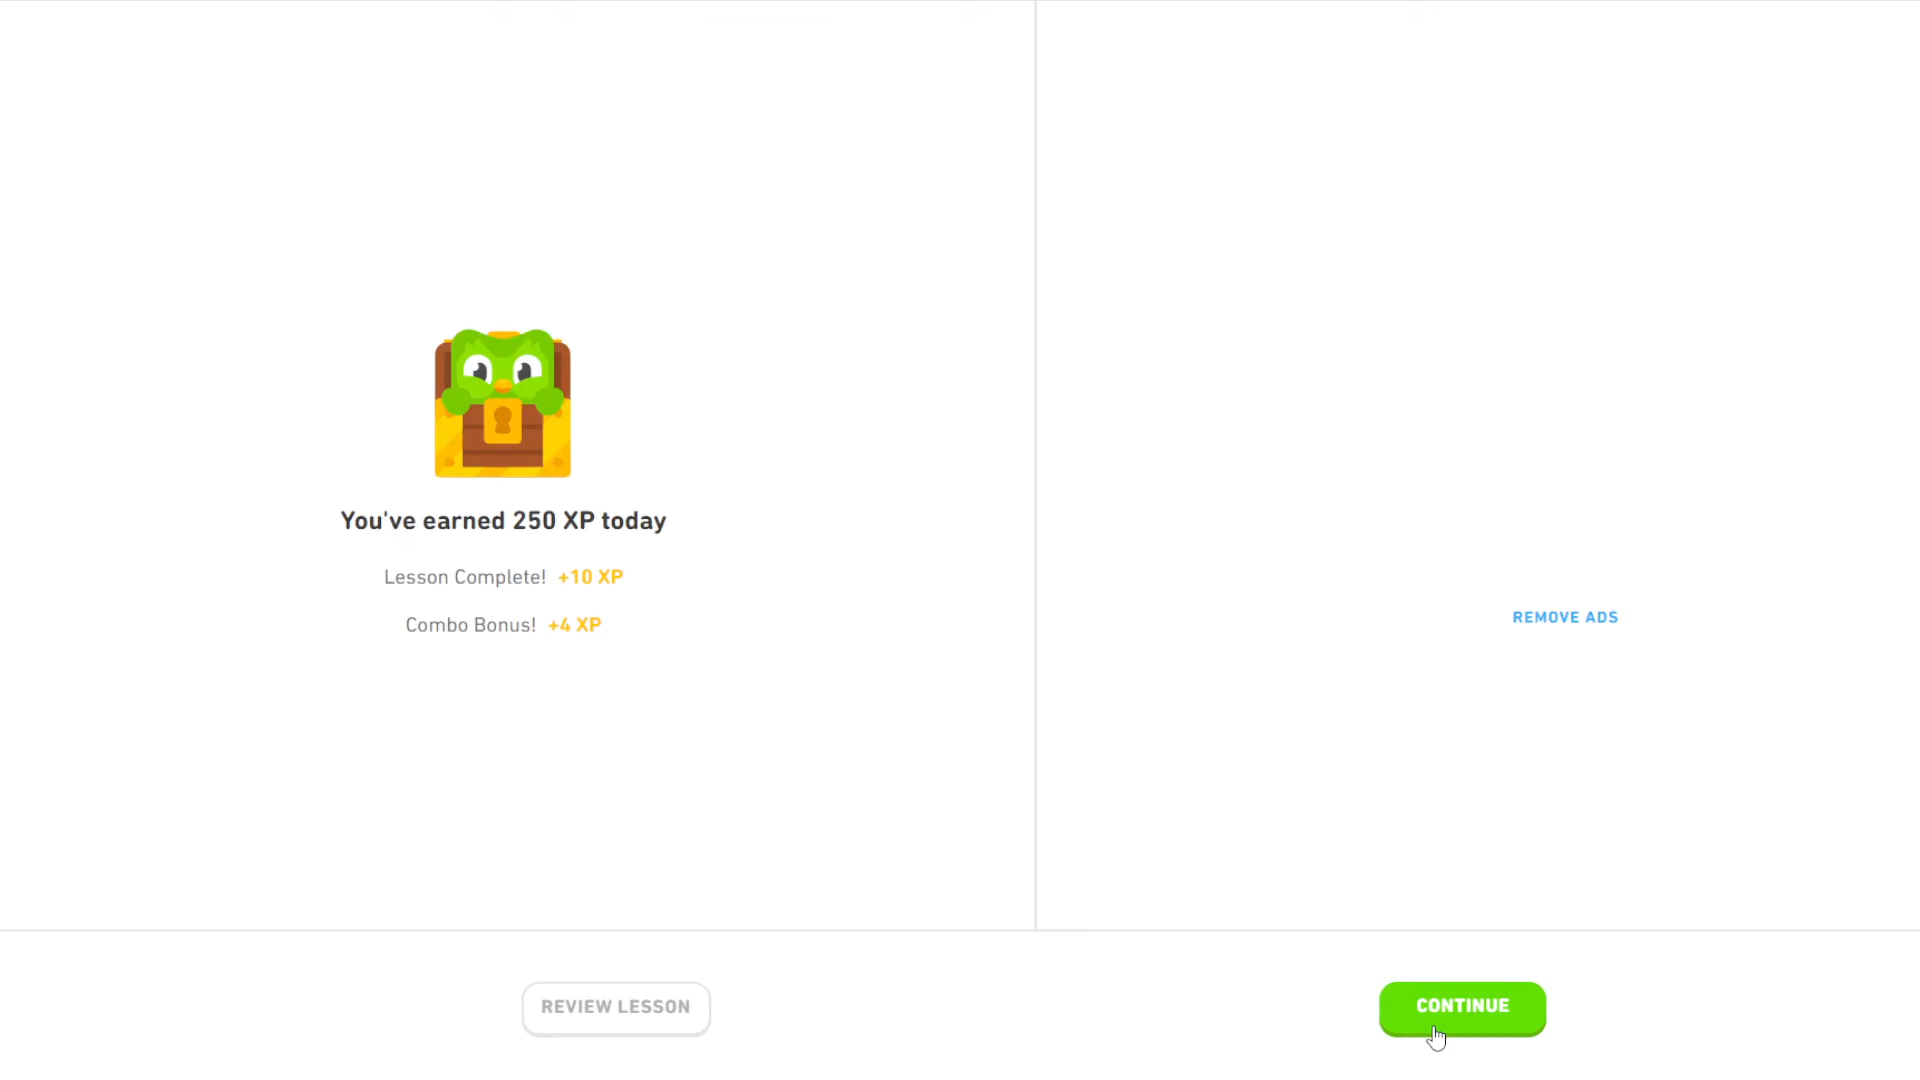 You've earned 250 XP today
Lesson Complete! +10 XP
Combo Bonus! +4 XP
REMOVE ADS
REVIEW LESSON
CONTINUE